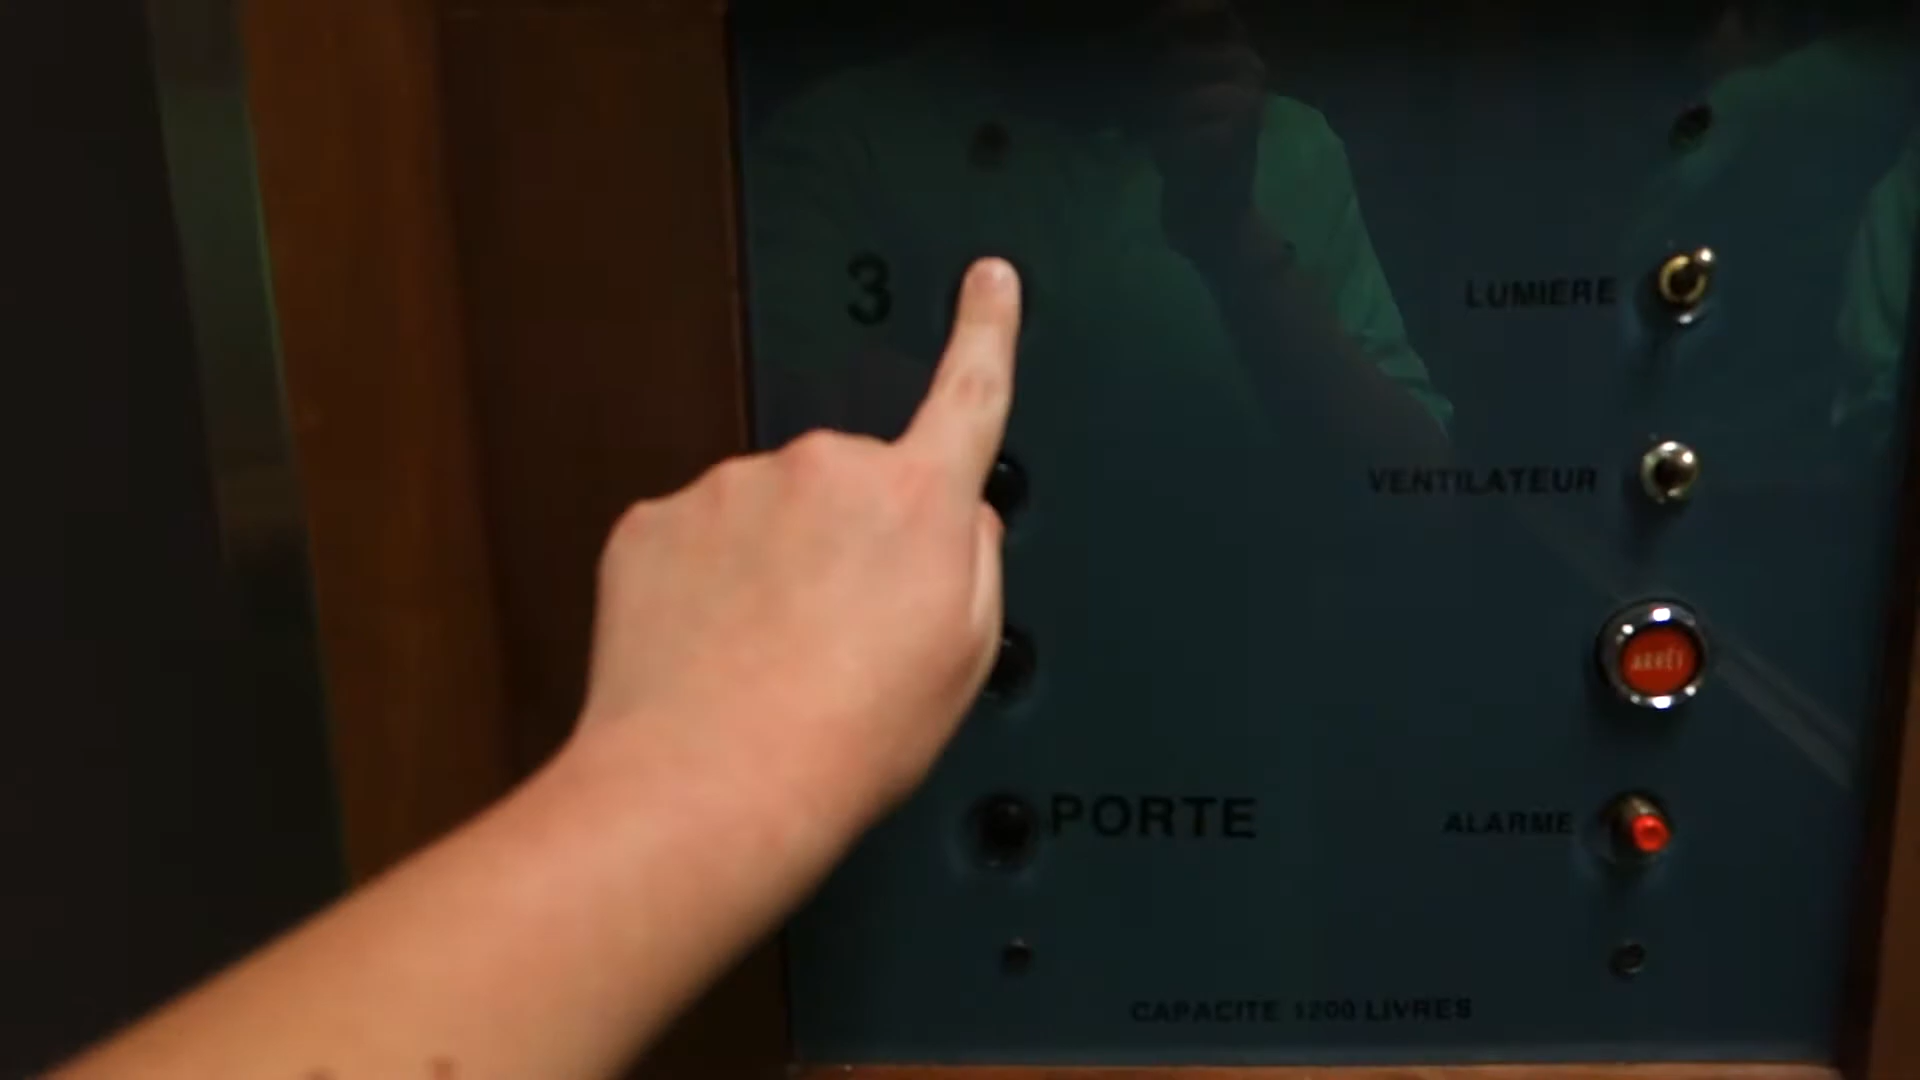 3
LUMIERE
VENTILATEUR
ARRÊT
PORTE
ALARME
CAPACITE 1200 LIVRES